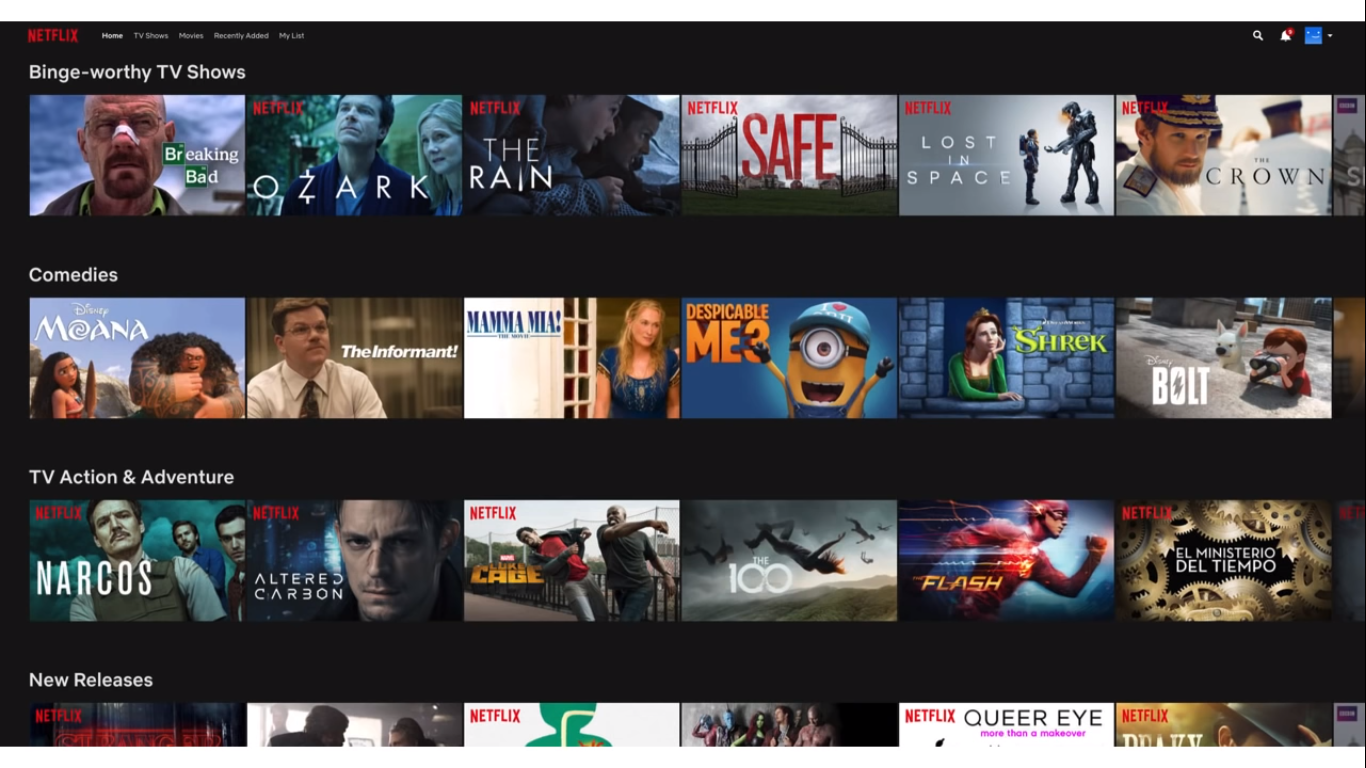 NETFLIX Home TV Shows Movies Recently Added My List
Binge-worthy TV Shows
Breaking
Bad
NETFLIX
OZARK
NETFLIX
THE
RAIN
NETFLIX
SAFE
NETFLIX
LOST
IN
SPACE
NETFLIX
THE
CROWN
Comedies
Disney
MOANA
The Informant!
MAMMA MIA!
THE MOVIE
DESPICABLE
ME3
SHREK
Disney
BOLT
TV Action & Adventure
NETFLIX
NARCOS
NETFLIX
ALTERED
CARBON
NETFLIX
MARVEL
LUKE
CAGE
THE
100
FLASH
NETFLIX
EL MINISTERIO
DEL TIEMPO
New Releases
NETFLIX
NETFLIX
NETFLIX QUEER EYE
more than a makeover
NETFLIX
PEAKY